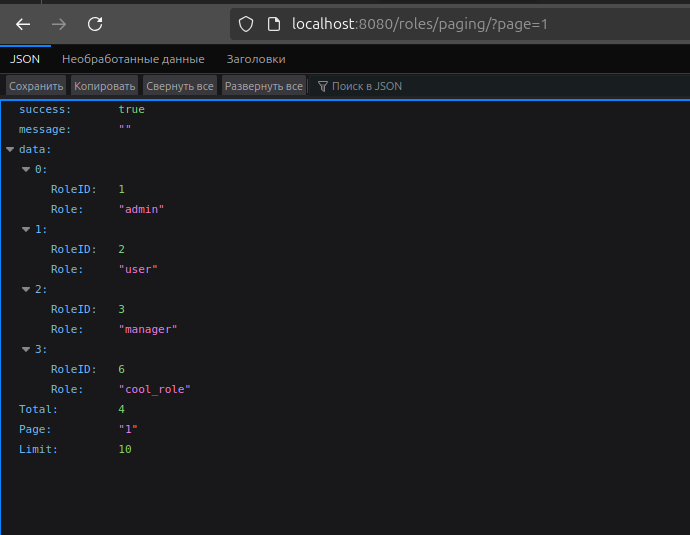 localhost:8080/roles/paging/?page=1
JSON Необработанные данные Заголовки
Сохранить Копировать Свернуть все Развернуть все Поиск в JSON
success: true
message: ""
data:
0:
RoleID: 1
Role: "admin"
1:
RoleID: 2
Role: "user"
2:
RoleID: 3
Role: "manager"
3:
RoleID: 6
Role: "cool_role"
Total: 4
Page: "1"
Limit: 10